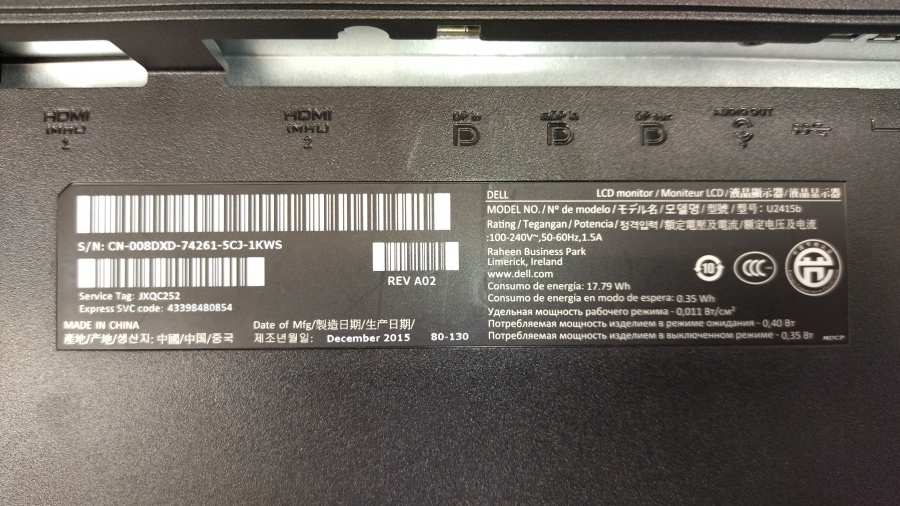 HDMI HDMI DP in mDP in DP out AUDIO OUT
(MHL) (MHL)
1 2
S/N: CN-008DXD-74261-5CJ-1KWS
REV A02
Service Tag: JXQC252
Express SVC code: 43398480854
MADE IN CHINA
產地/产地/생산지: 中國/中国/중국
Date of Mfg/製造日期/生产日期/
제조년월일: December 2015 80-130
DELL LCD monitor / Moniteur LCD / 液晶顯示器/液晶显示器
MODEL NO. / Nº de modelo / モデル名 / 모델명 / 型號 / 型号: U2415b
Rating / Tegangan / Potencia / 정격입력 / 額定電壓及電流/额定电压及电流
:100-240V~,50-60Hz,1.5A
Raheen Business Park
Limerick, Ireland
www.dell.com
10
CCC
Consumo de energía: 17.79 Wh
Consumo de energía en modo de espera: 0.35 Wh
Удельная мощность рабочего режима - 0,011 Вт/см²
Потребляемая мощность изделием в режиме ожидания - 0,40 Вт
Потребляемая мощность изделием в выключенном режиме - 0,35 Вт
MDCP